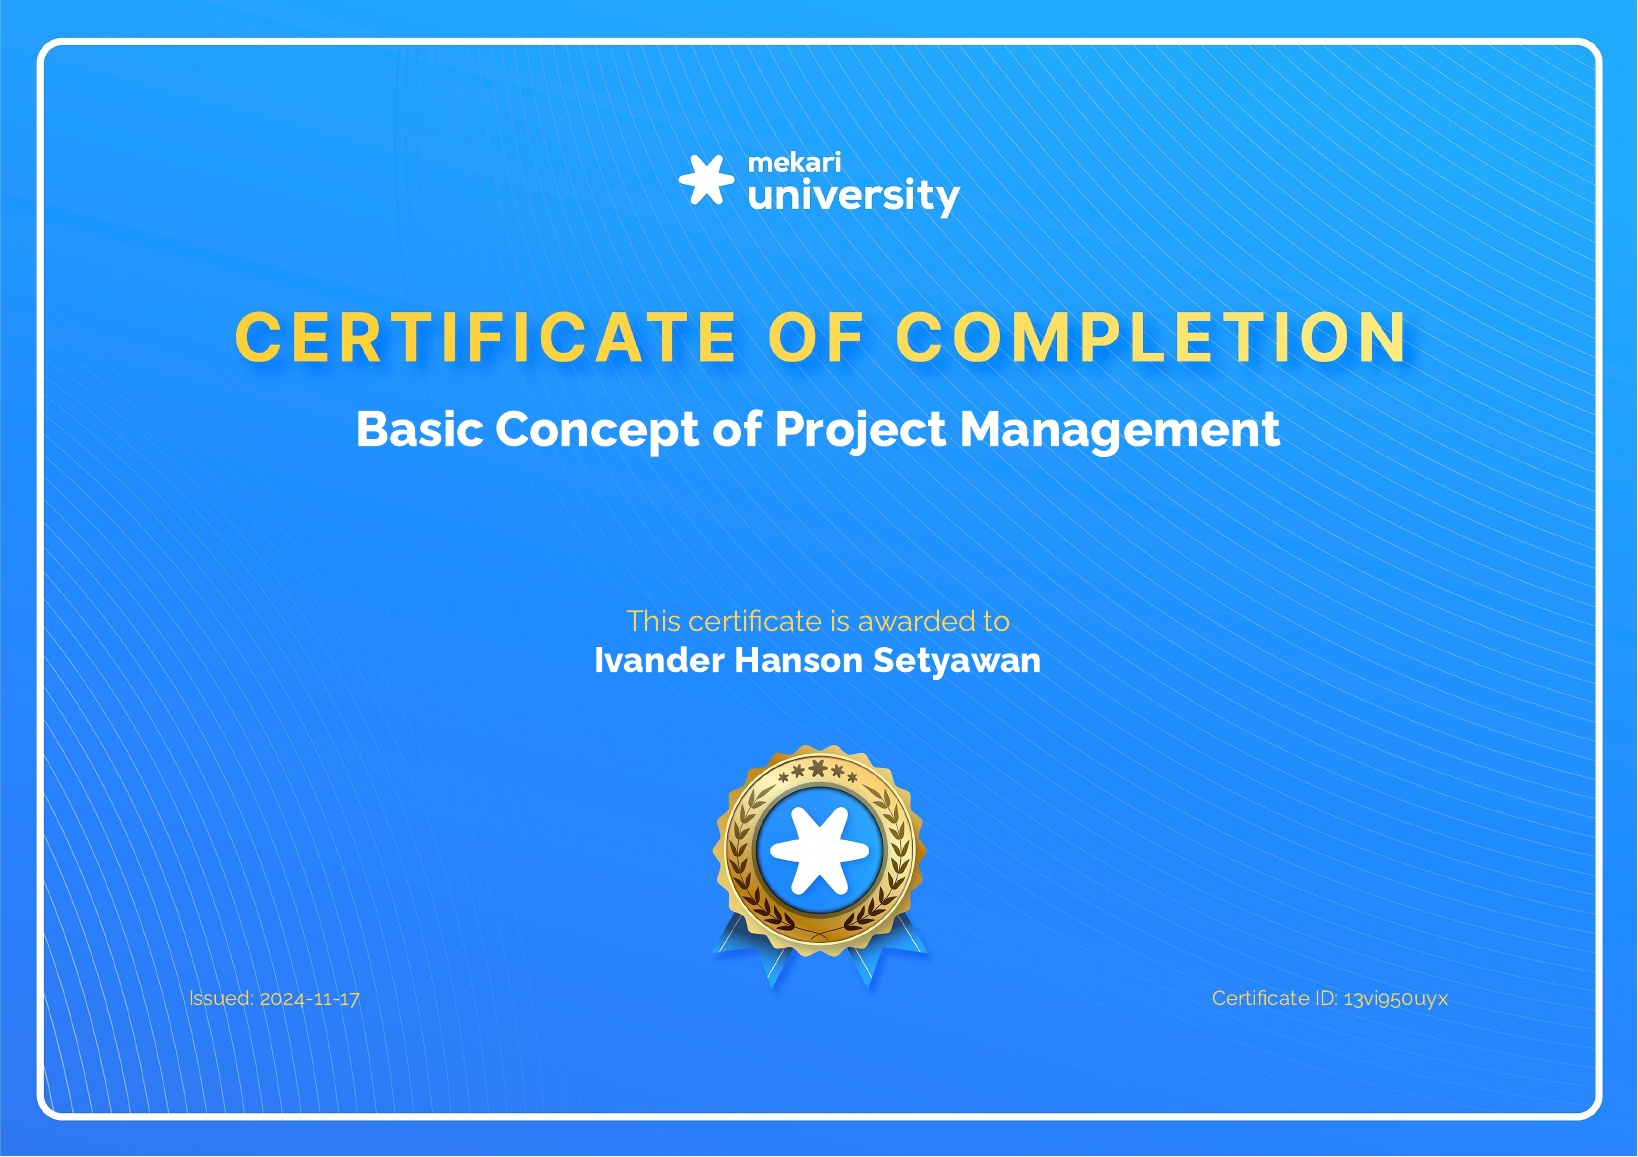 mekari
university
CERTIFICATE OF COMPLETION
Basic Concept of Project Management
This certificate is awarded to
Ivander Hanson Setyawan
Issued: 2024-11-17
Certificate ID: 13vi950uyx